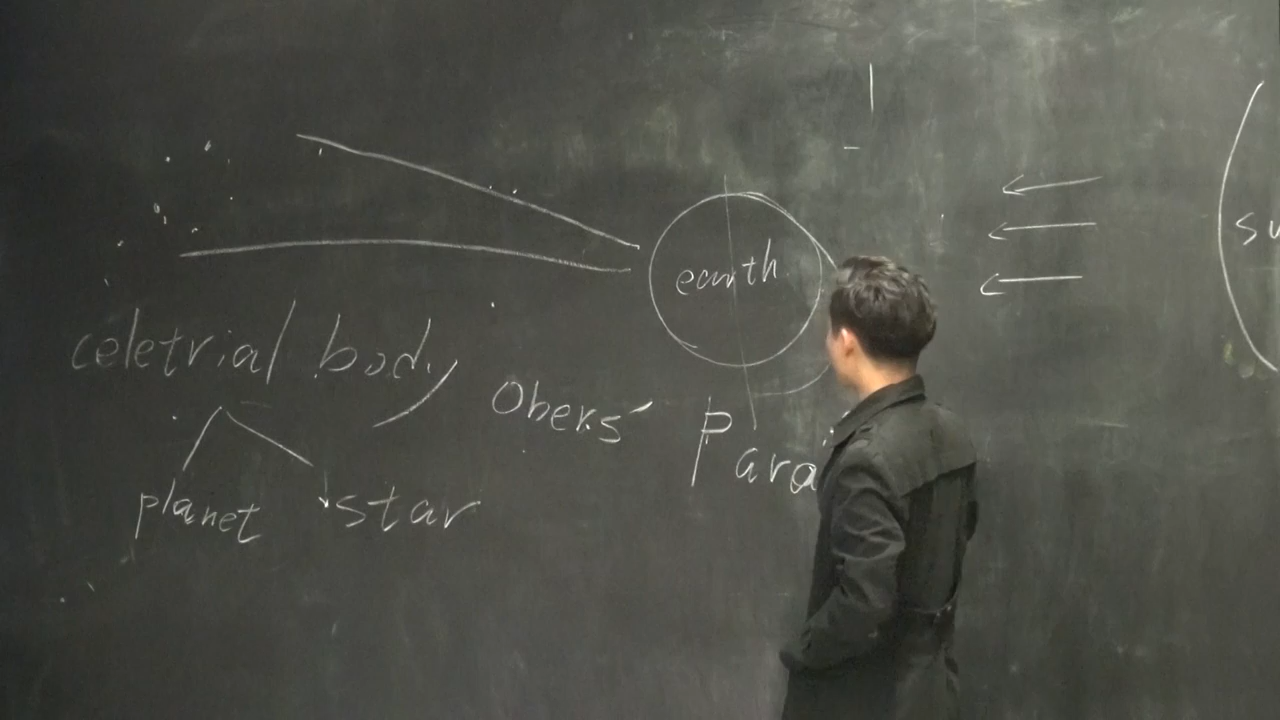 su
earth
celetrial body
Obers' Para
planet star